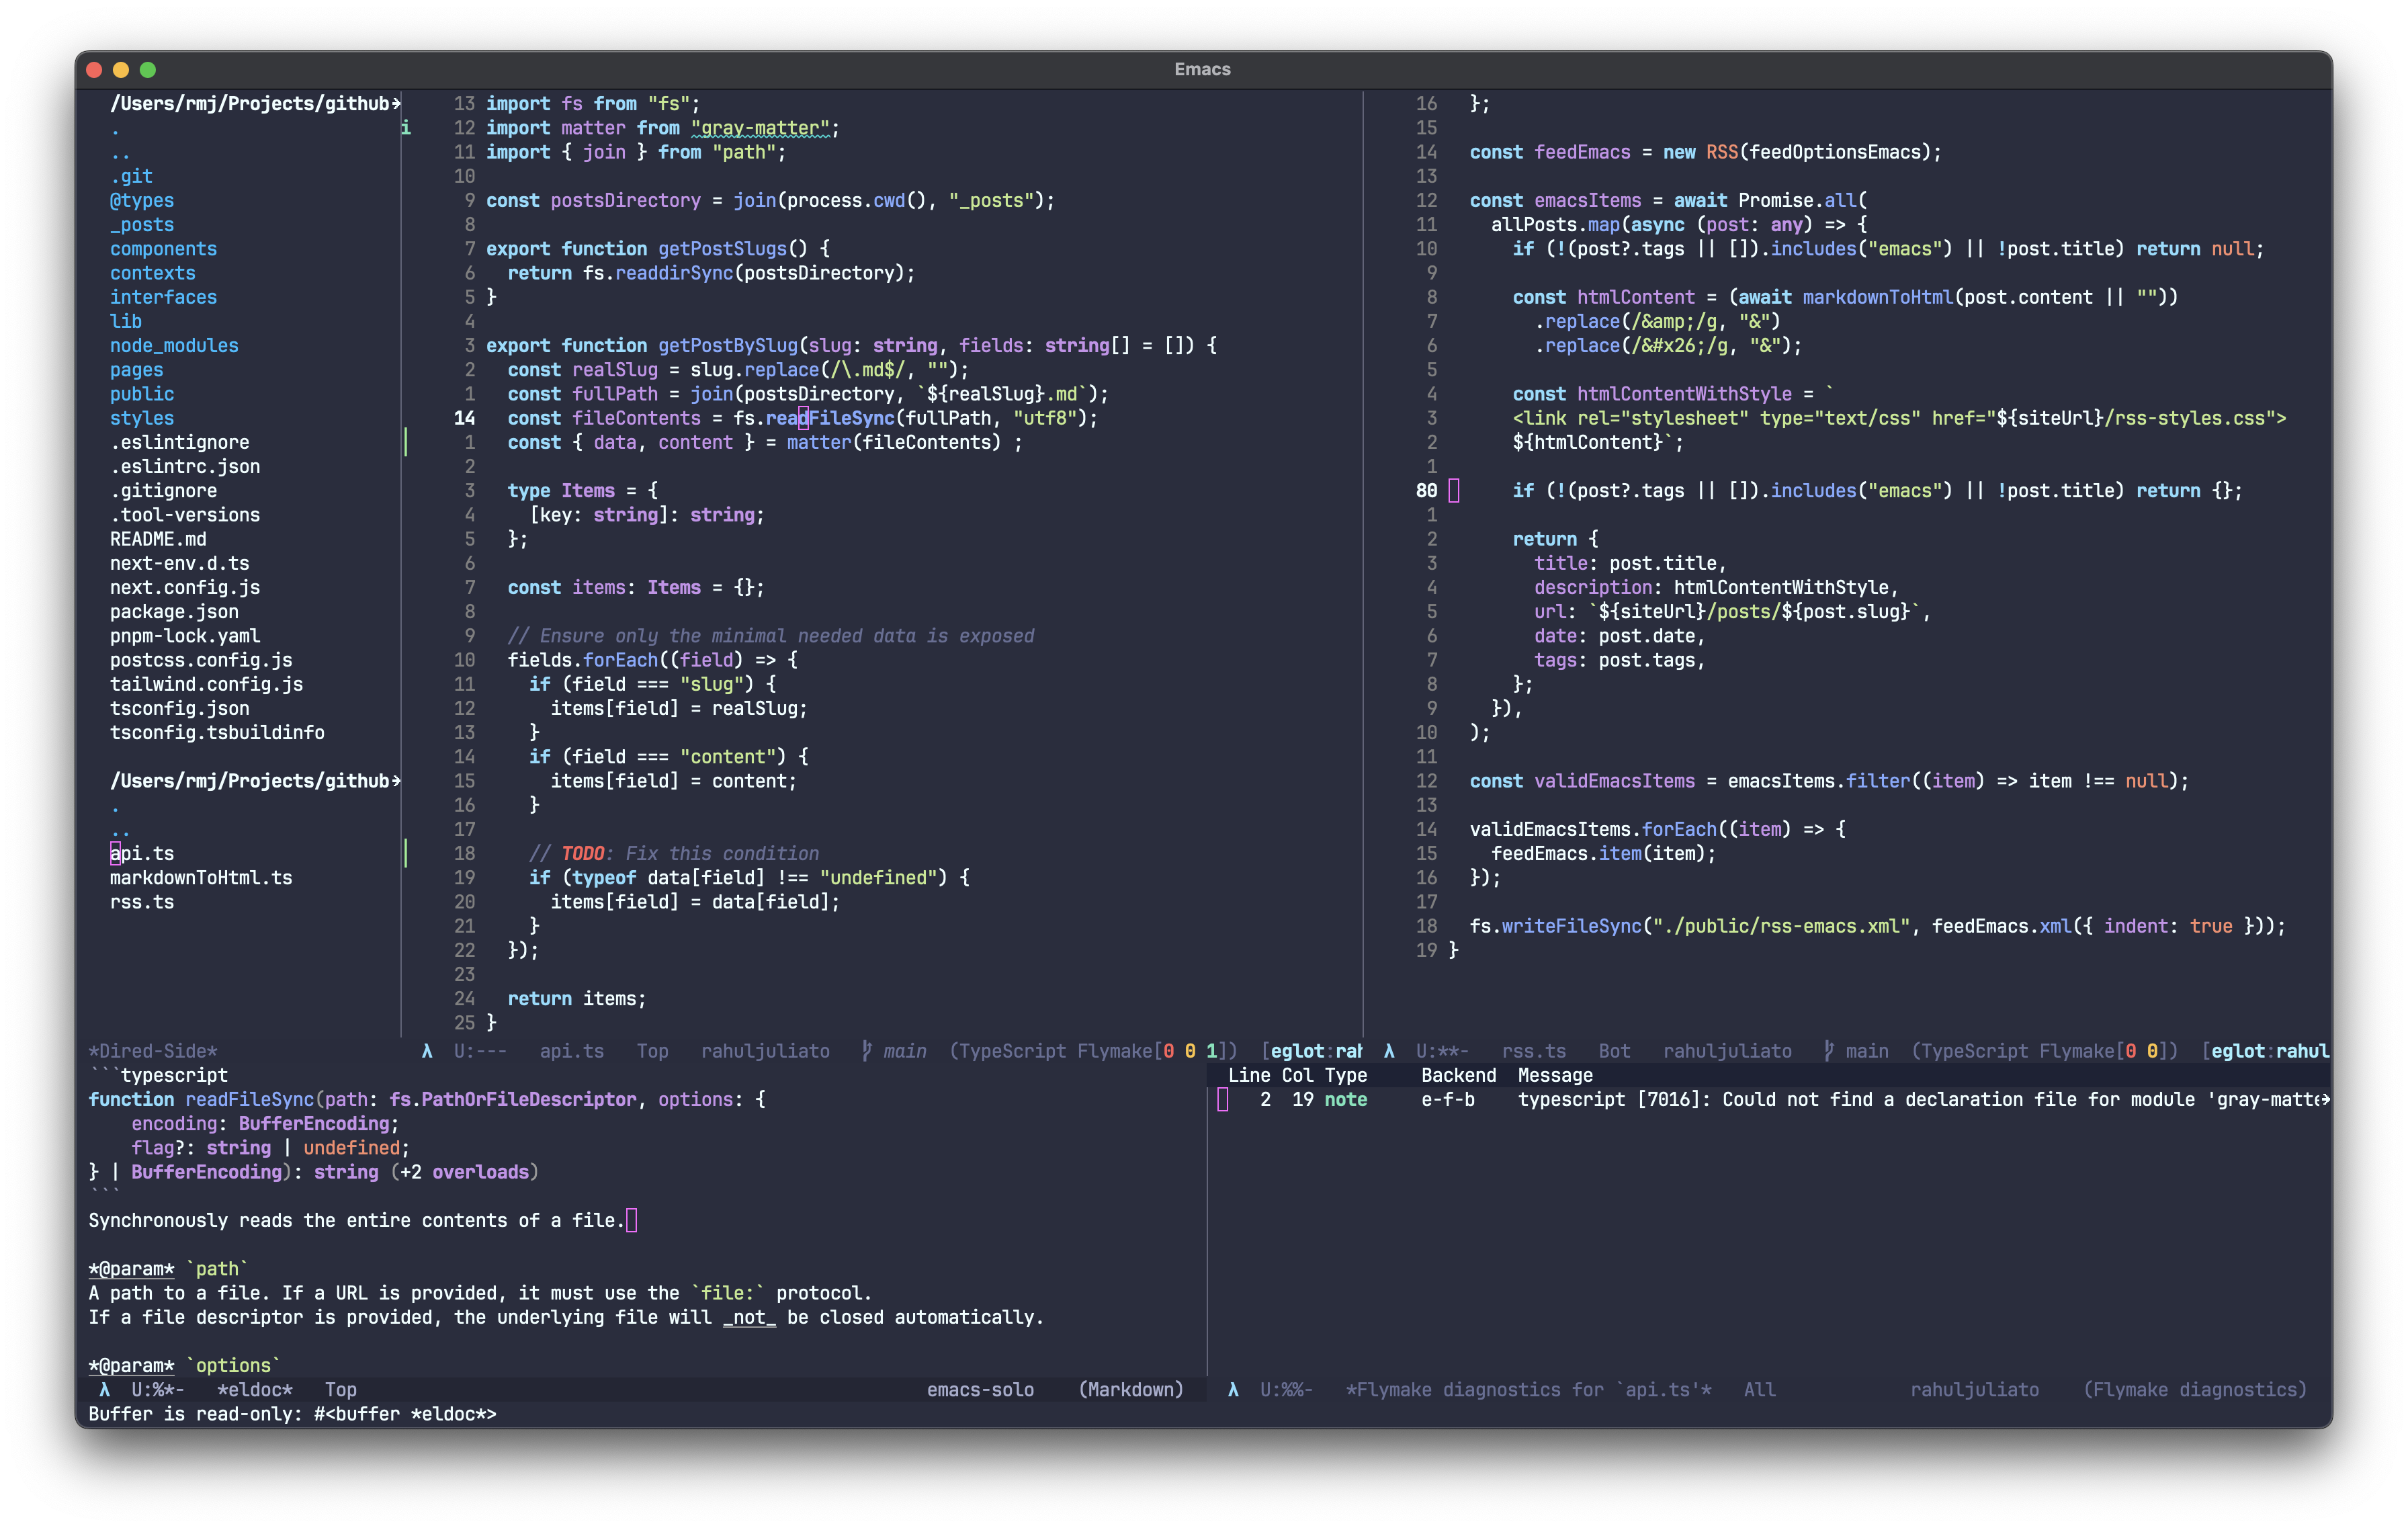 Emacs
/Users/rmj/Projects/github→
.
..
.git
@types
_posts
components
contexts
interfaces
lib
node_modules
pages
public
styles
.eslintignore
.eslintrc.json
.gitignore
.tool-versions
README.md
next-env.d.ts
next.config.js
package.json
pnpm-lock.yaml
postcss.config.js
tailwind.config.js
tsconfig.json
tsconfig.tsbuildinfo
/Users/rmj/Projects/github→
.
..
api.ts
markdownToHtml.ts
rss.ts
*Dired-Side*
13 import fs from "fs";
i 12 import matter from "gray-matter";
11 import { join } from "path";
10
9 const postsDirectory = join(process.cwd(), "_posts");
8
7 export function getPostSlugs() {
6   return fs.readdirSync(postsDirectory);
5 }
4
3 export function getPostBySlug(slug: string, fields: string[] = []) {
2   const realSlug = slug.replace(/\.md$/, "");
1   const fullPath = join(postsDirectory, `${realSlug}.md`);
14   const fileContents = fs.readFileSync(fullPath, "utf8");
1   const { data, content } = matter(fileContents) ;
2
3   type Items = {
4     [key: string]: string;
5   };
6
7   const items: Items = {};
8
9   // Ensure only the minimal needed data is exposed
10   fields.forEach((field) => {
11     if (field === "slug") {
12       items[field] = realSlug;
13     }
14     if (field === "content") {
15       items[field] = content;
16     }
17
18     // TODO: Fix this condition
19     if (typeof data[field] !== "undefined") {
20       items[field] = data[field];
21     }
22   });
23
24   return items;
25 }
λ U:--- api.ts Top rahuljuliato main (TypeScript Flymake[0 0 1]) [eglot:rah
16   };
15
14   const feedEmacs = new RSS(feedOptionsEmacs);
13
12   const emacsItems = await Promise.all(
11     allPosts.map(async (post: any) => {
10       if (!(post?.tags || []).includes("emacs") || !post.title) return null;
9
8       const htmlContent = (await markdownToHtml(post.content || ""))
7         .replace(/&amp;/g, "&")
6         .replace(/&#x26;/g, "&");
5
4       const htmlContentWithStyle = `
3       <link rel="stylesheet" type="text/css" href="${siteUrl}/rss-styles.css">
2       ${htmlContent}`;
1
80       if (!(post?.tags || []).includes("emacs") || !post.title) return {};
1
2       return {
3         title: post.title,
4         description: htmlContentWithStyle,
5         url: `${siteUrl}/posts/${post.slug}`,
6         date: post.date,
7         tags: post.tags,
8       };
9     }),
10   );
11
12   const validEmacsItems = emacsItems.filter((item) => item !== null);
13
14   validEmacsItems.forEach((item) => {
15     feedEmacs.item(item);
16   });
17
18   fs.writeFileSync("./public/rss-emacs.xml", feedEmacs.xml({ indent: true }));
19 }
λ U:**- rss.ts Bot rahuljuliato main (TypeScript Flymake[0 0]) [eglot:rahul
```typescript
function readFileSync(path: fs.PathOrFileDescriptor, options: {
    encoding: BufferEncoding;
    flag?: string | undefined;
} | BufferEncoding): string (+2 overloads)
```
Synchronously reads the entire contents of a file.
*@param* `path`
A path to a file. If a URL is provided, it must use the `file:` protocol.
If a file descriptor is provided, the underlying file will _not_ be closed automatically.
*@param* `options`
λ U:%*- *eldoc* Top emacs-solo (Markdown)
Line Col Type Backend Message
2 19 note e-f-b typescript [7016]: Could not find a declaration file for module 'gray-matte→
λ U:%%- *Flymake diagnostics for `api.ts'* All rahuljuliato (Flymake diagnostics)
Buffer is read-only: #<buffer *eldoc*>